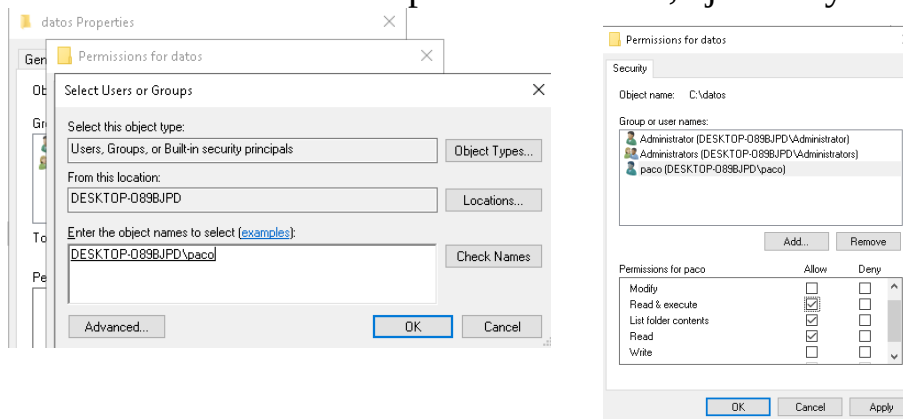 datos Properties
Gen
Permissions for datos
Select Users or Groups
Select this object type:
Users, Groups, or Built-in security principals
Object Types...
From this location:
DESKTOP-O89BJPD
Locations...
Enter the object names to select (examples):
DESKTOP-O89BJPD\paco
Check Names
Advanced...
OK
Cancel
Permissions for datos
Security
Object name: C:\datos
Group or user names:
Administrator (DESKTOP-O89BJPD\Administrator)
Administrators (DESKTOP-O89BJPD\Administrators)
paco (DESKTOP-O89BJPD\paco)
Add...
Remove
Permissions for paco Allow Deny
Modify
Read & execute
List folder contents
Read
Write
OK
Cancel
Apply